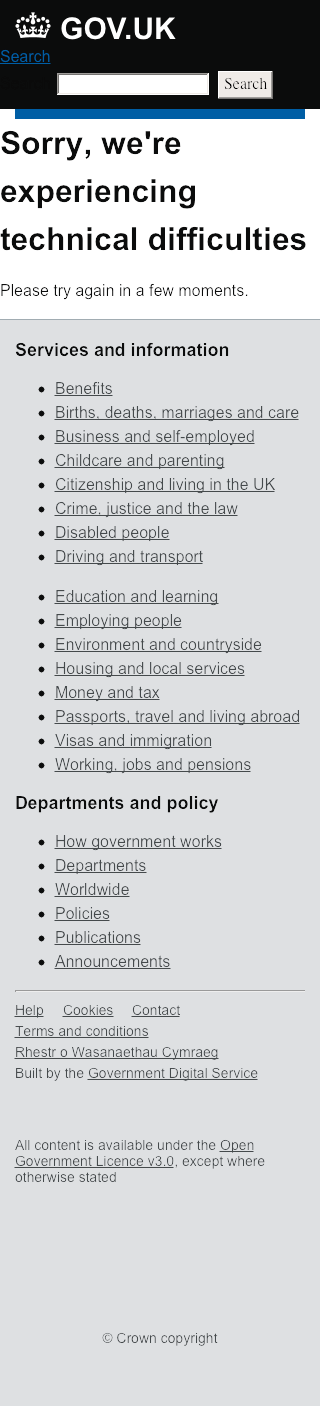 GOV.UK
Search
Search
Sorry, we're
experiencing
technical difficulties
Please try again in a few moments.
Services and information
Benefits
Births, deaths, marriages and care
Business and self-employed
Childcare and parenting
Citizenship and living in the UK
Crime, justice and the law
Disabled people
Driving and transport
Education and learning
Employing people
Environment and countryside
Housing and local services
Money and tax
Passports, travel and living abroad
Visas and immigration
Working, jobs and pensions
Departments and policy
How government works
Departments
Worldwide
Policies
Publications
Announcements
Help Cookies Contact
Terms and conditions
Rhestr o Wasanaethau Cymraeg
Built by the Government Digital Service
All content is available under the Open
Government Licence v3.0, except where
otherwise stated
© Crown copyright